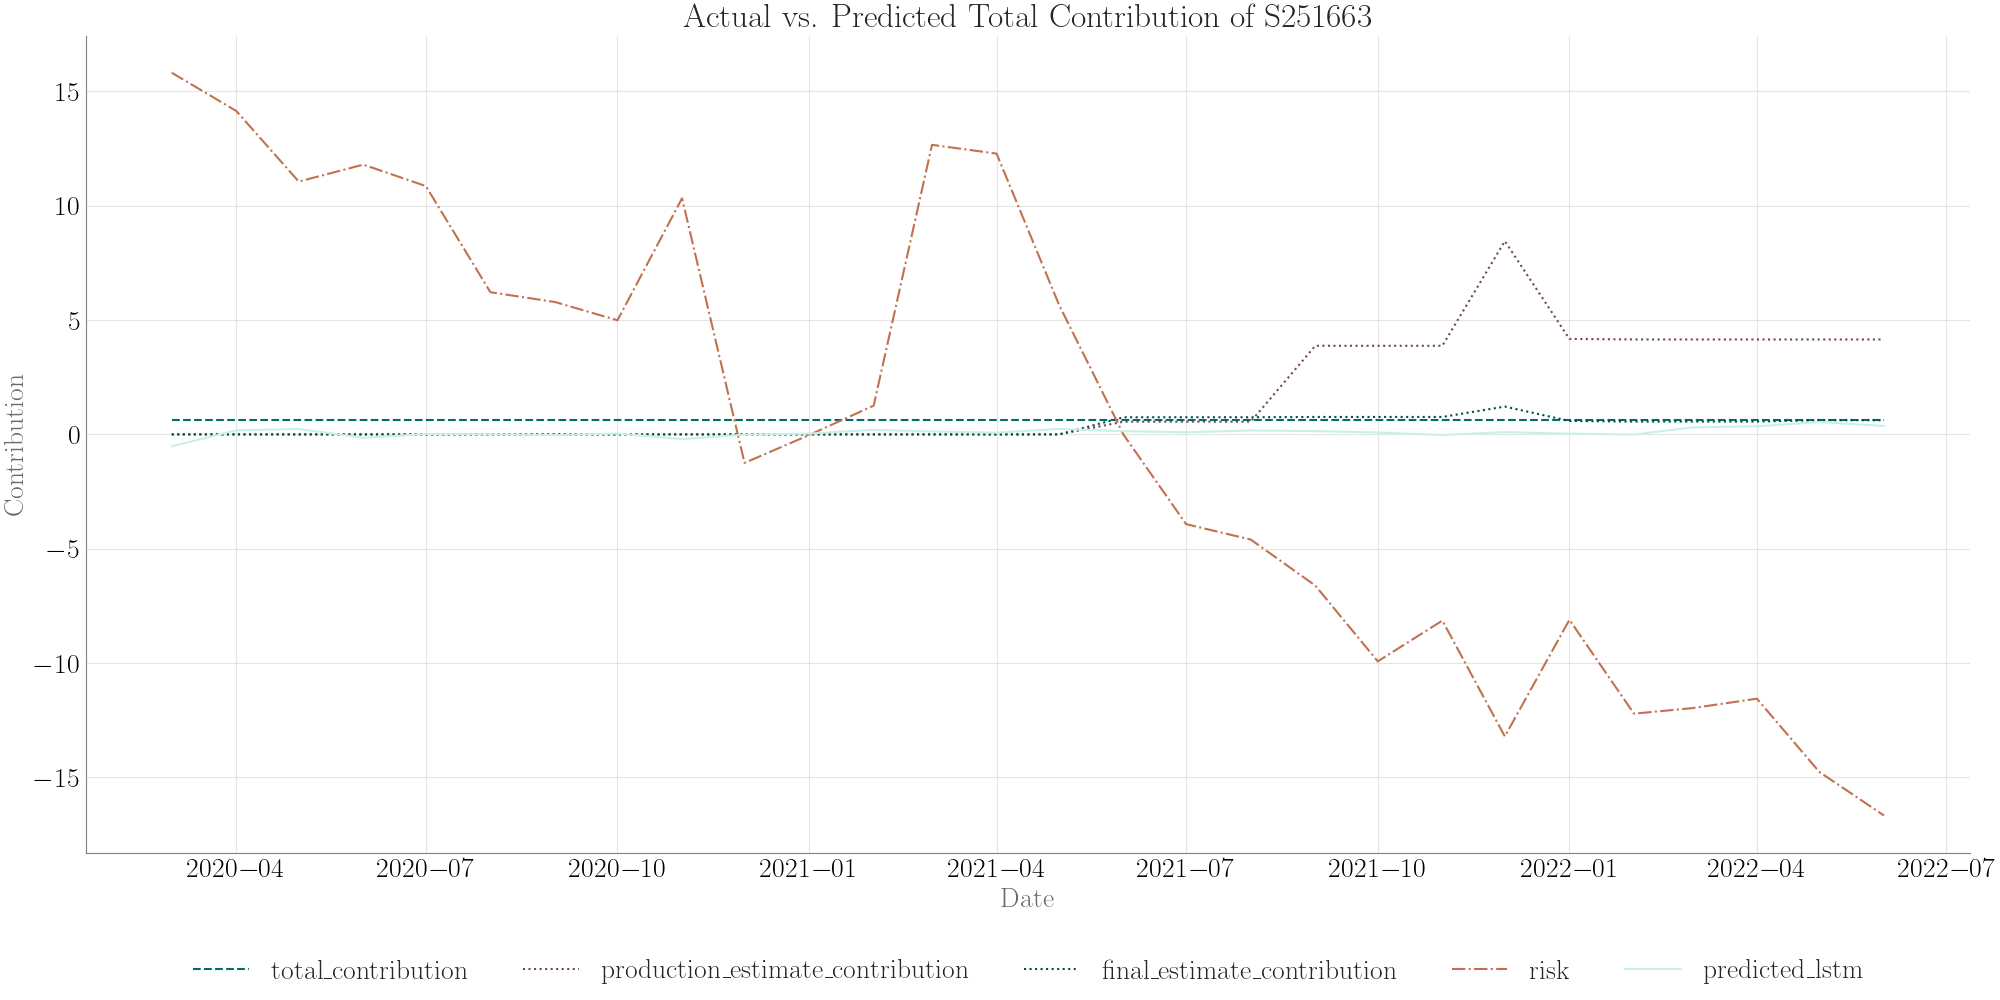 Actual vs. Predicted Total Contribution of S251663
15
10
5
0
−5
−10
−15
Contribution
2020−04 2020−07 2020−10 2021−01 2021−04 2021−07 2021−10 2022−01 2022−04 2022−07
Date
total_contribution production_estimate_contribution final_estimate_contribution risk predicted_lstm